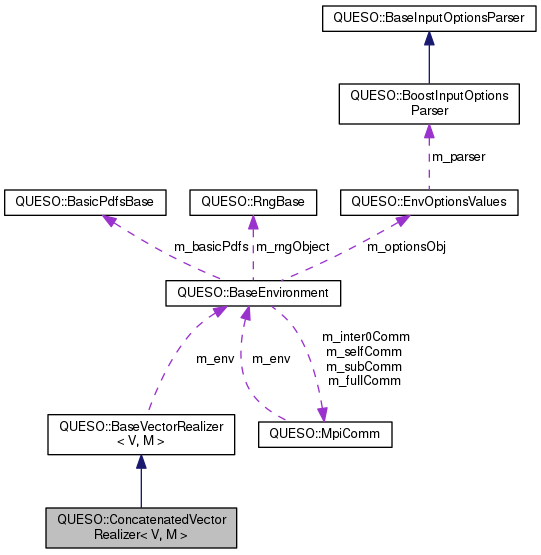 QUESO::BaseInputOptionsParser
QUESO::BoostInputOptions
Parser
m_parser
QUESO::BasicPdfsBase
QUESO::RngBase
QUESO::EnvOptionsValues
m_basicPdfs
m_rngObject
m_optionsObj
QUESO::BaseEnvironment
m_env
m_env
m_inter0Comm
m_selfComm
m_subComm
m_fullComm
QUESO::BaseVectorRealizer
< V, M >
QUESO::MpiComm
QUESO::ConcatenatedVector
Realizer< V, M >